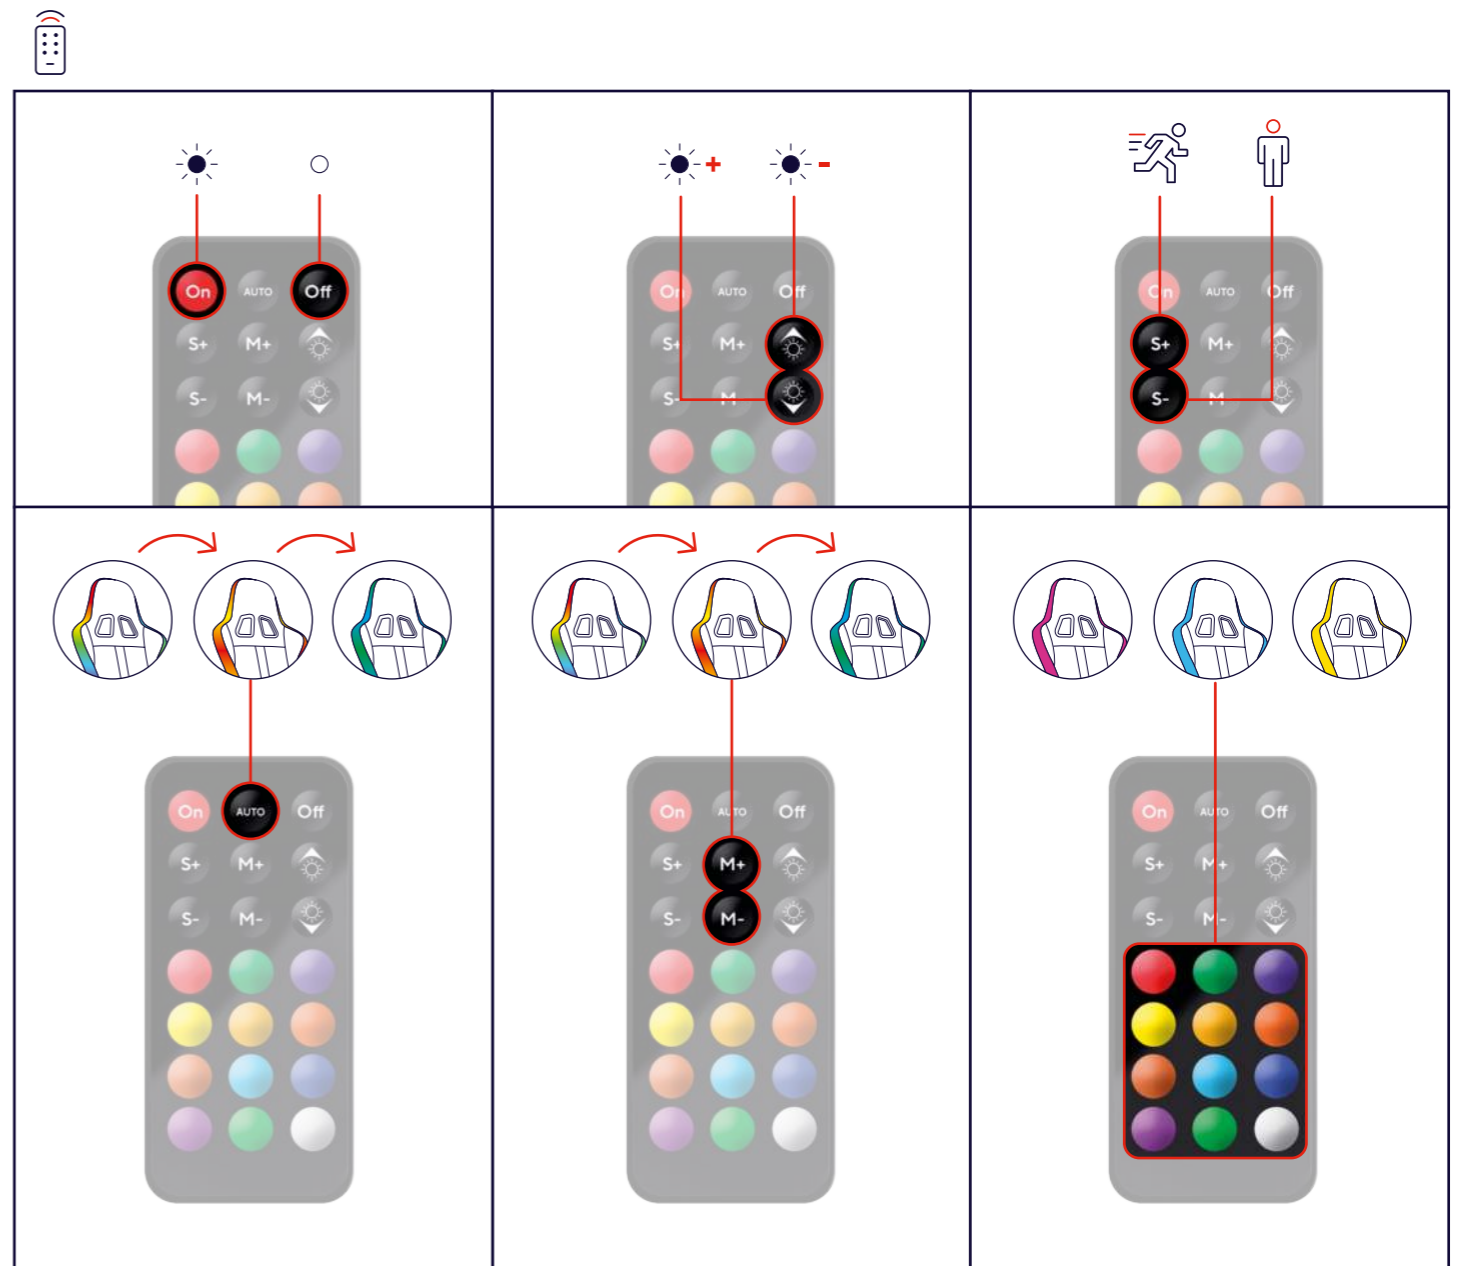 + -
On AUTO Off
S+ M+
S- M-
On AUTO Off
S+ M+
S- M
On AUTO Off
S+ M+
S- M
On AUTO Off
S+ M+
S- M-
On AUTO Off
S+ M+
S- M-
On AUTO Off
S+ M+
S- M-